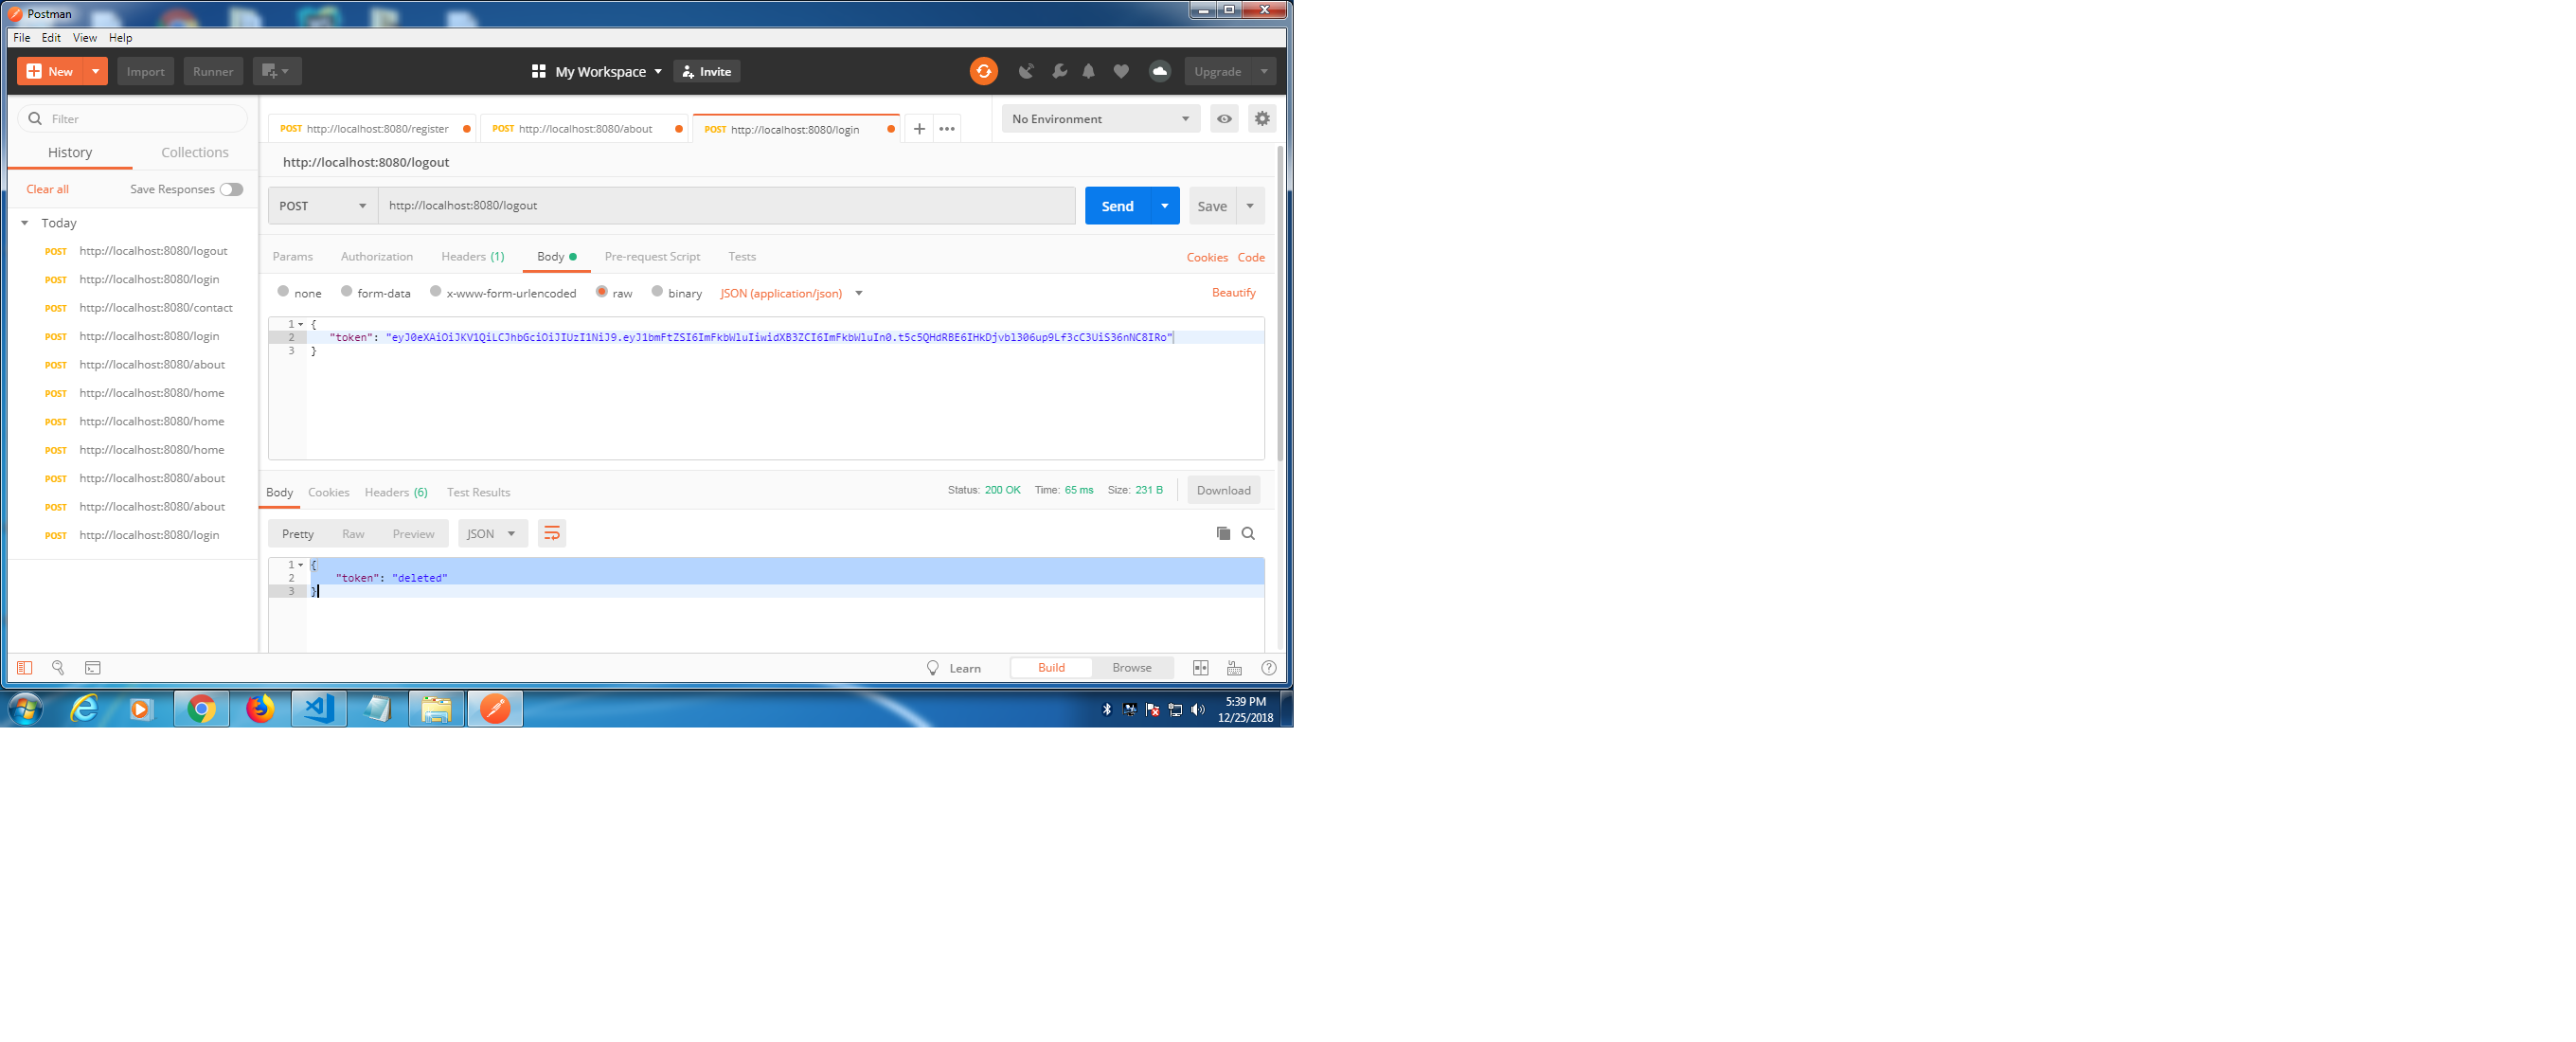 Postman
File Edit View Help
New Import Runner My Workspace Invite Upgrade
Filter
History Collections
Clear all Save Responses
Today
POST http://localhost:8080/logout
POST http://localhost:8080/login
POST http://localhost:8080/contact
POST http://localhost:8080/login
POST http://localhost:8080/about
POST http://localhost:8080/home
POST http://localhost:8080/home
POST http://localhost:8080/home
POST http://localhost:8080/about
POST http://localhost:8080/about
POST http://localhost:8080/login
POST http://localhost:8080/register POST http://localhost:8080/about POST http://localhost:8080/login + ••• No Environment
http://localhost:8080/logout
POST http://localhost:8080/logout Send Save
Params Authorization Headers (1) Body Pre-request Script Tests Cookies Code
none form-data x-www-form-urlencoded raw binary JSON (application/json) Beautify
1 {
2 "token": "eyJ0eXAiOiJKV1QiLCJhbGciOiJIUzI1NiJ9.eyJ1bmFtZSI6ImFkbWluIiwidXB3ZCI6ImFkbWluIn0.t5c5QHdRBE6IHkDjvbl306up9Lf3cC3UiS36nNC8IRo"
3 }
Body Cookies Headers (6) Test Results Status: 200 OK Time: 65 ms Size: 231 B Download
Pretty Raw Preview JSON
1 {
2 "token": "deleted"
3 }
Learn Build Browse
5:39 PM
12/25/2018